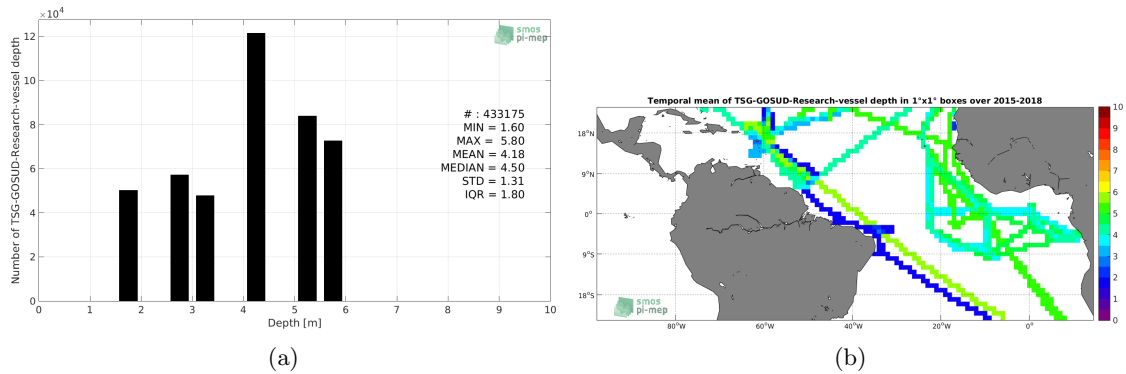 ×10⁴
12
10
8
6
4
2
0
Number of TSG-GOSUD-Research-vessel depth
0 1 2 3 4 5 6 7 8 9 10
Depth [m]
smos
pi-mep
# : 433175
MIN = 1.60
MAX = 5.80
MEAN = 4.18
MEDIAN = 4.50
STD = 1.31
IQR = 1.80
(a)
Temporal mean of TSG-GOSUD-Research-vessel depth in 1°x1° boxes over 2015-2018
18°N
9°N
0°
9°S
18°S
80°W 60°W 40°W 20°W 0°
smos
pi-mep
10
9
8
7
6
5
4
3
2
1
0
(b)